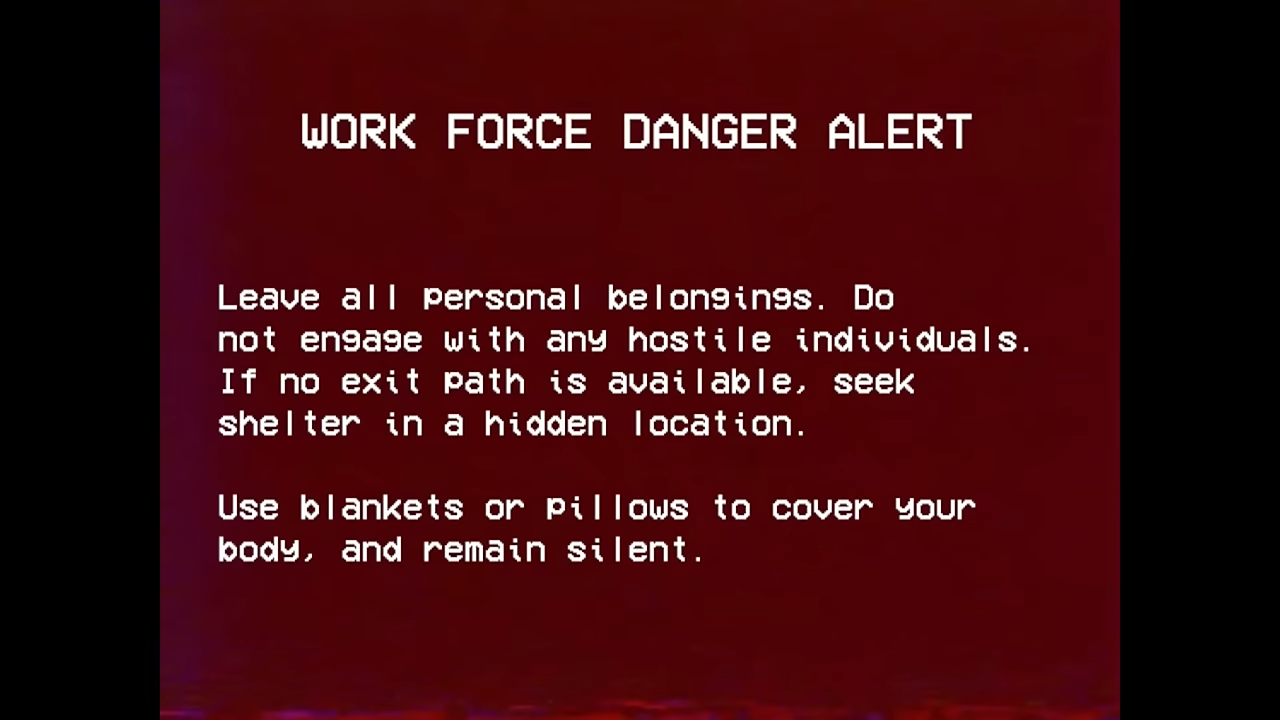 WORK FORCE DANGER ALERT
Leave all personal belongings. Do
not engage with any hostile individuals.
If no exit path is available, seek
shelter in a hidden location.
Use blankets or pillows to cover your
body, and remain silent.